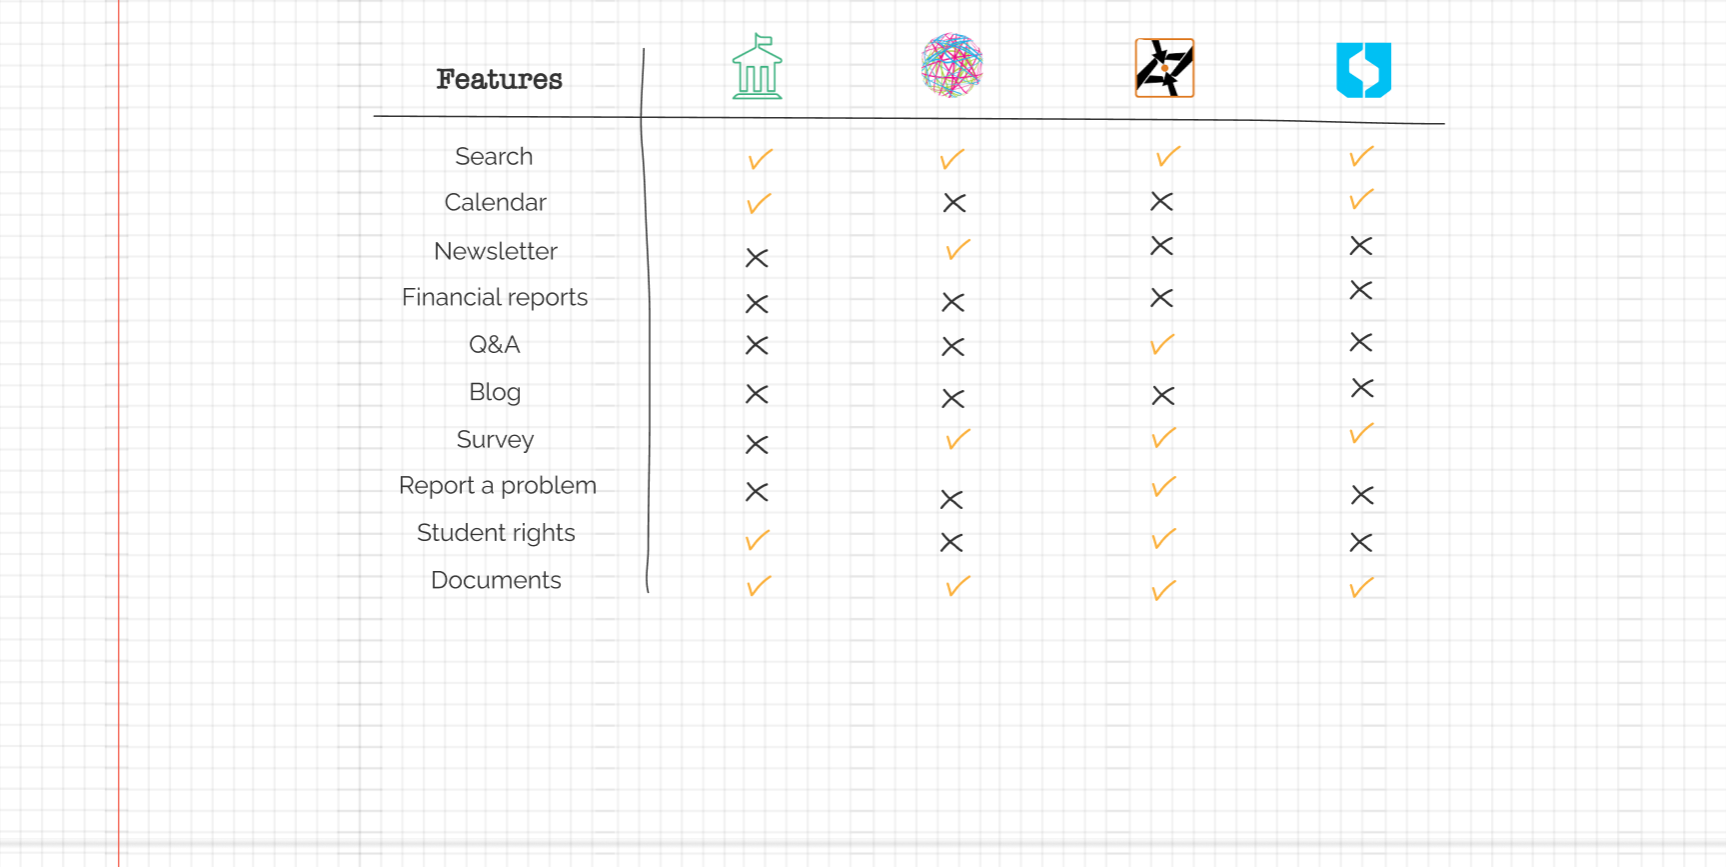 Features
Search
Calendar
Newsletter
Financial reports
Q&A
Blog
Survey
Report a problem
Student rights
Documents